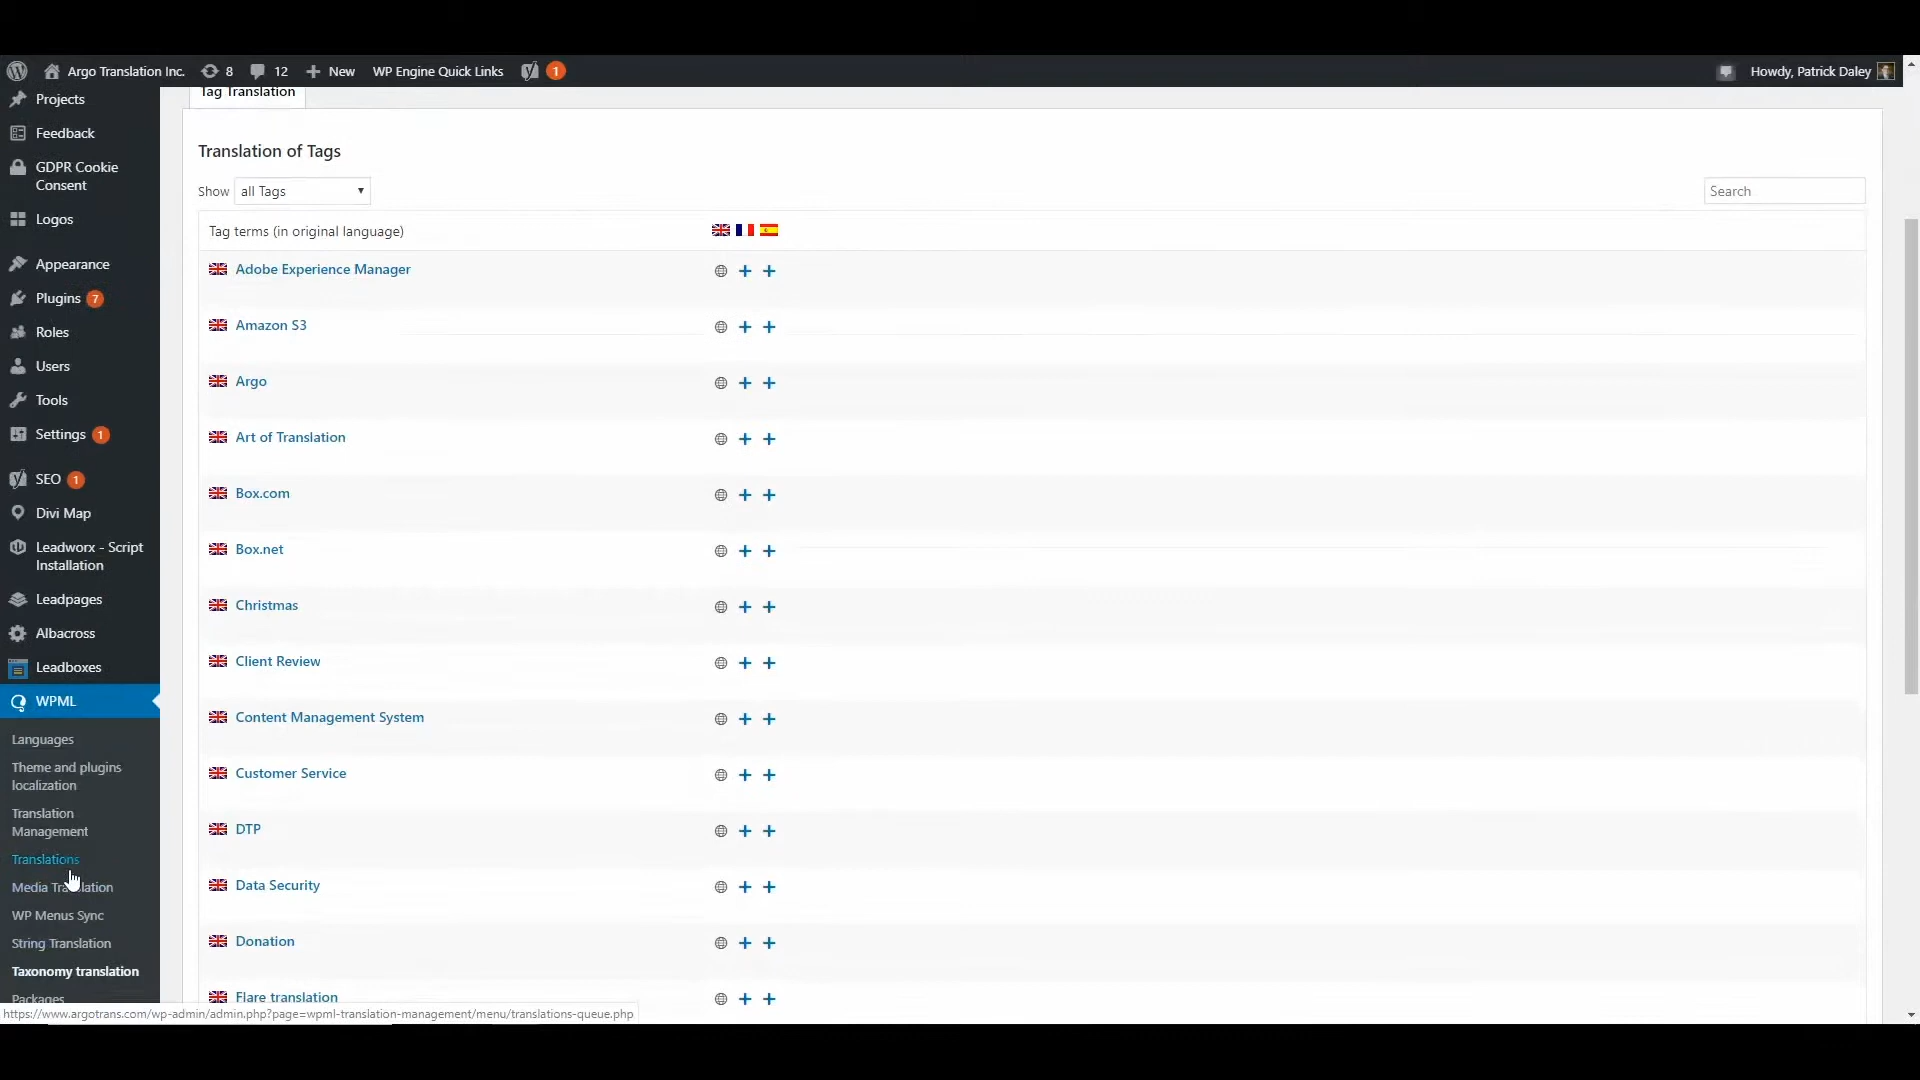 Argo Translation Inc. 8 12 New WP Engine Quick Links 1 Howdy, Patrick Daley
Projects
Feedback
GDPR Cookie
Consent
Logos
Appearance
Plugins 7
Roles
Users
Tools
Settings 1
SEO 1
Divi Map
Leadworx - Script
Installation
Leadpages
Albacross
Leadboxes
WPML
Languages
Theme and plugins
localization
Translation
Management
Translations
Media Translation
WP Menus Sync
String Translation
Taxonomy translation
Packages
Tag Translation
Translation of Tags
Show all Tags Search
Tag terms (in original language)
Adobe Experience Manager
Amazon S3
Argo
Art of Translation
Box.com
Box.net
Christmas
Client Review
Content Management System
Customer Service
DTP
Data Security
Donation
Flare translation
https://www.argotrans.com/wp-admin/admin.php?page=wpml-translation-management/menu/translations-queue.php